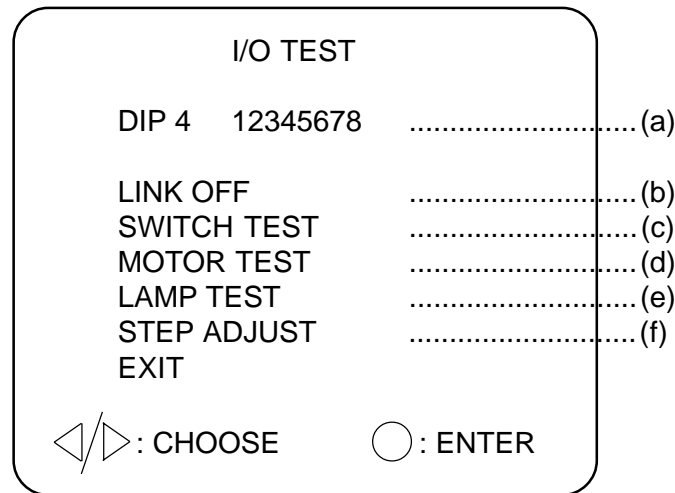 I/O TEST
DIP 4 12345678 ............................(a)
LINK OFF ............................(b)
SWITCH TEST ............................(c)
MOTOR TEST ............................(d)
LAMP TEST ............................(e)
STEP ADJUST ............................(f)
EXIT
◁/▷: CHOOSE ◯: ENTER